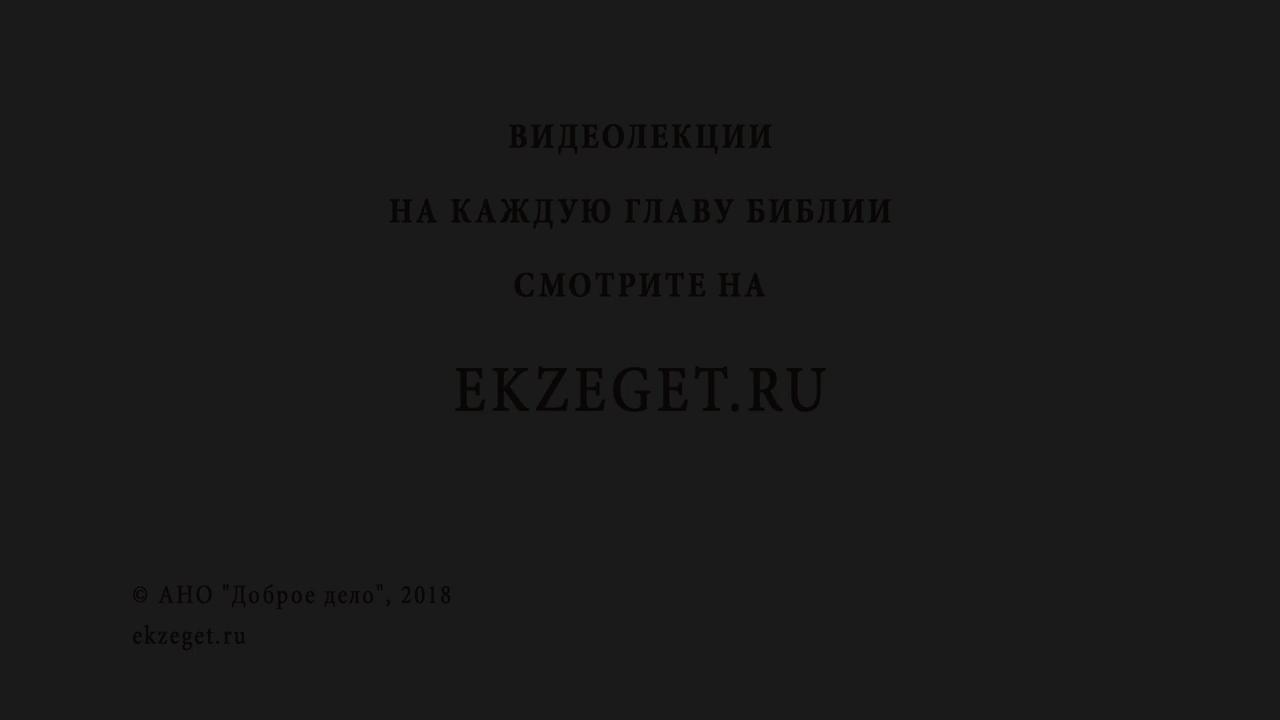 ВИДЕОЛЕКЦИИ
НА КАЖДУЮ ГЛАВУ БИБЛИИ
СМОТРИТЕ НА
EKZEGET.RU
© АНО "Доброе дело", 2018
ekzeget.ru